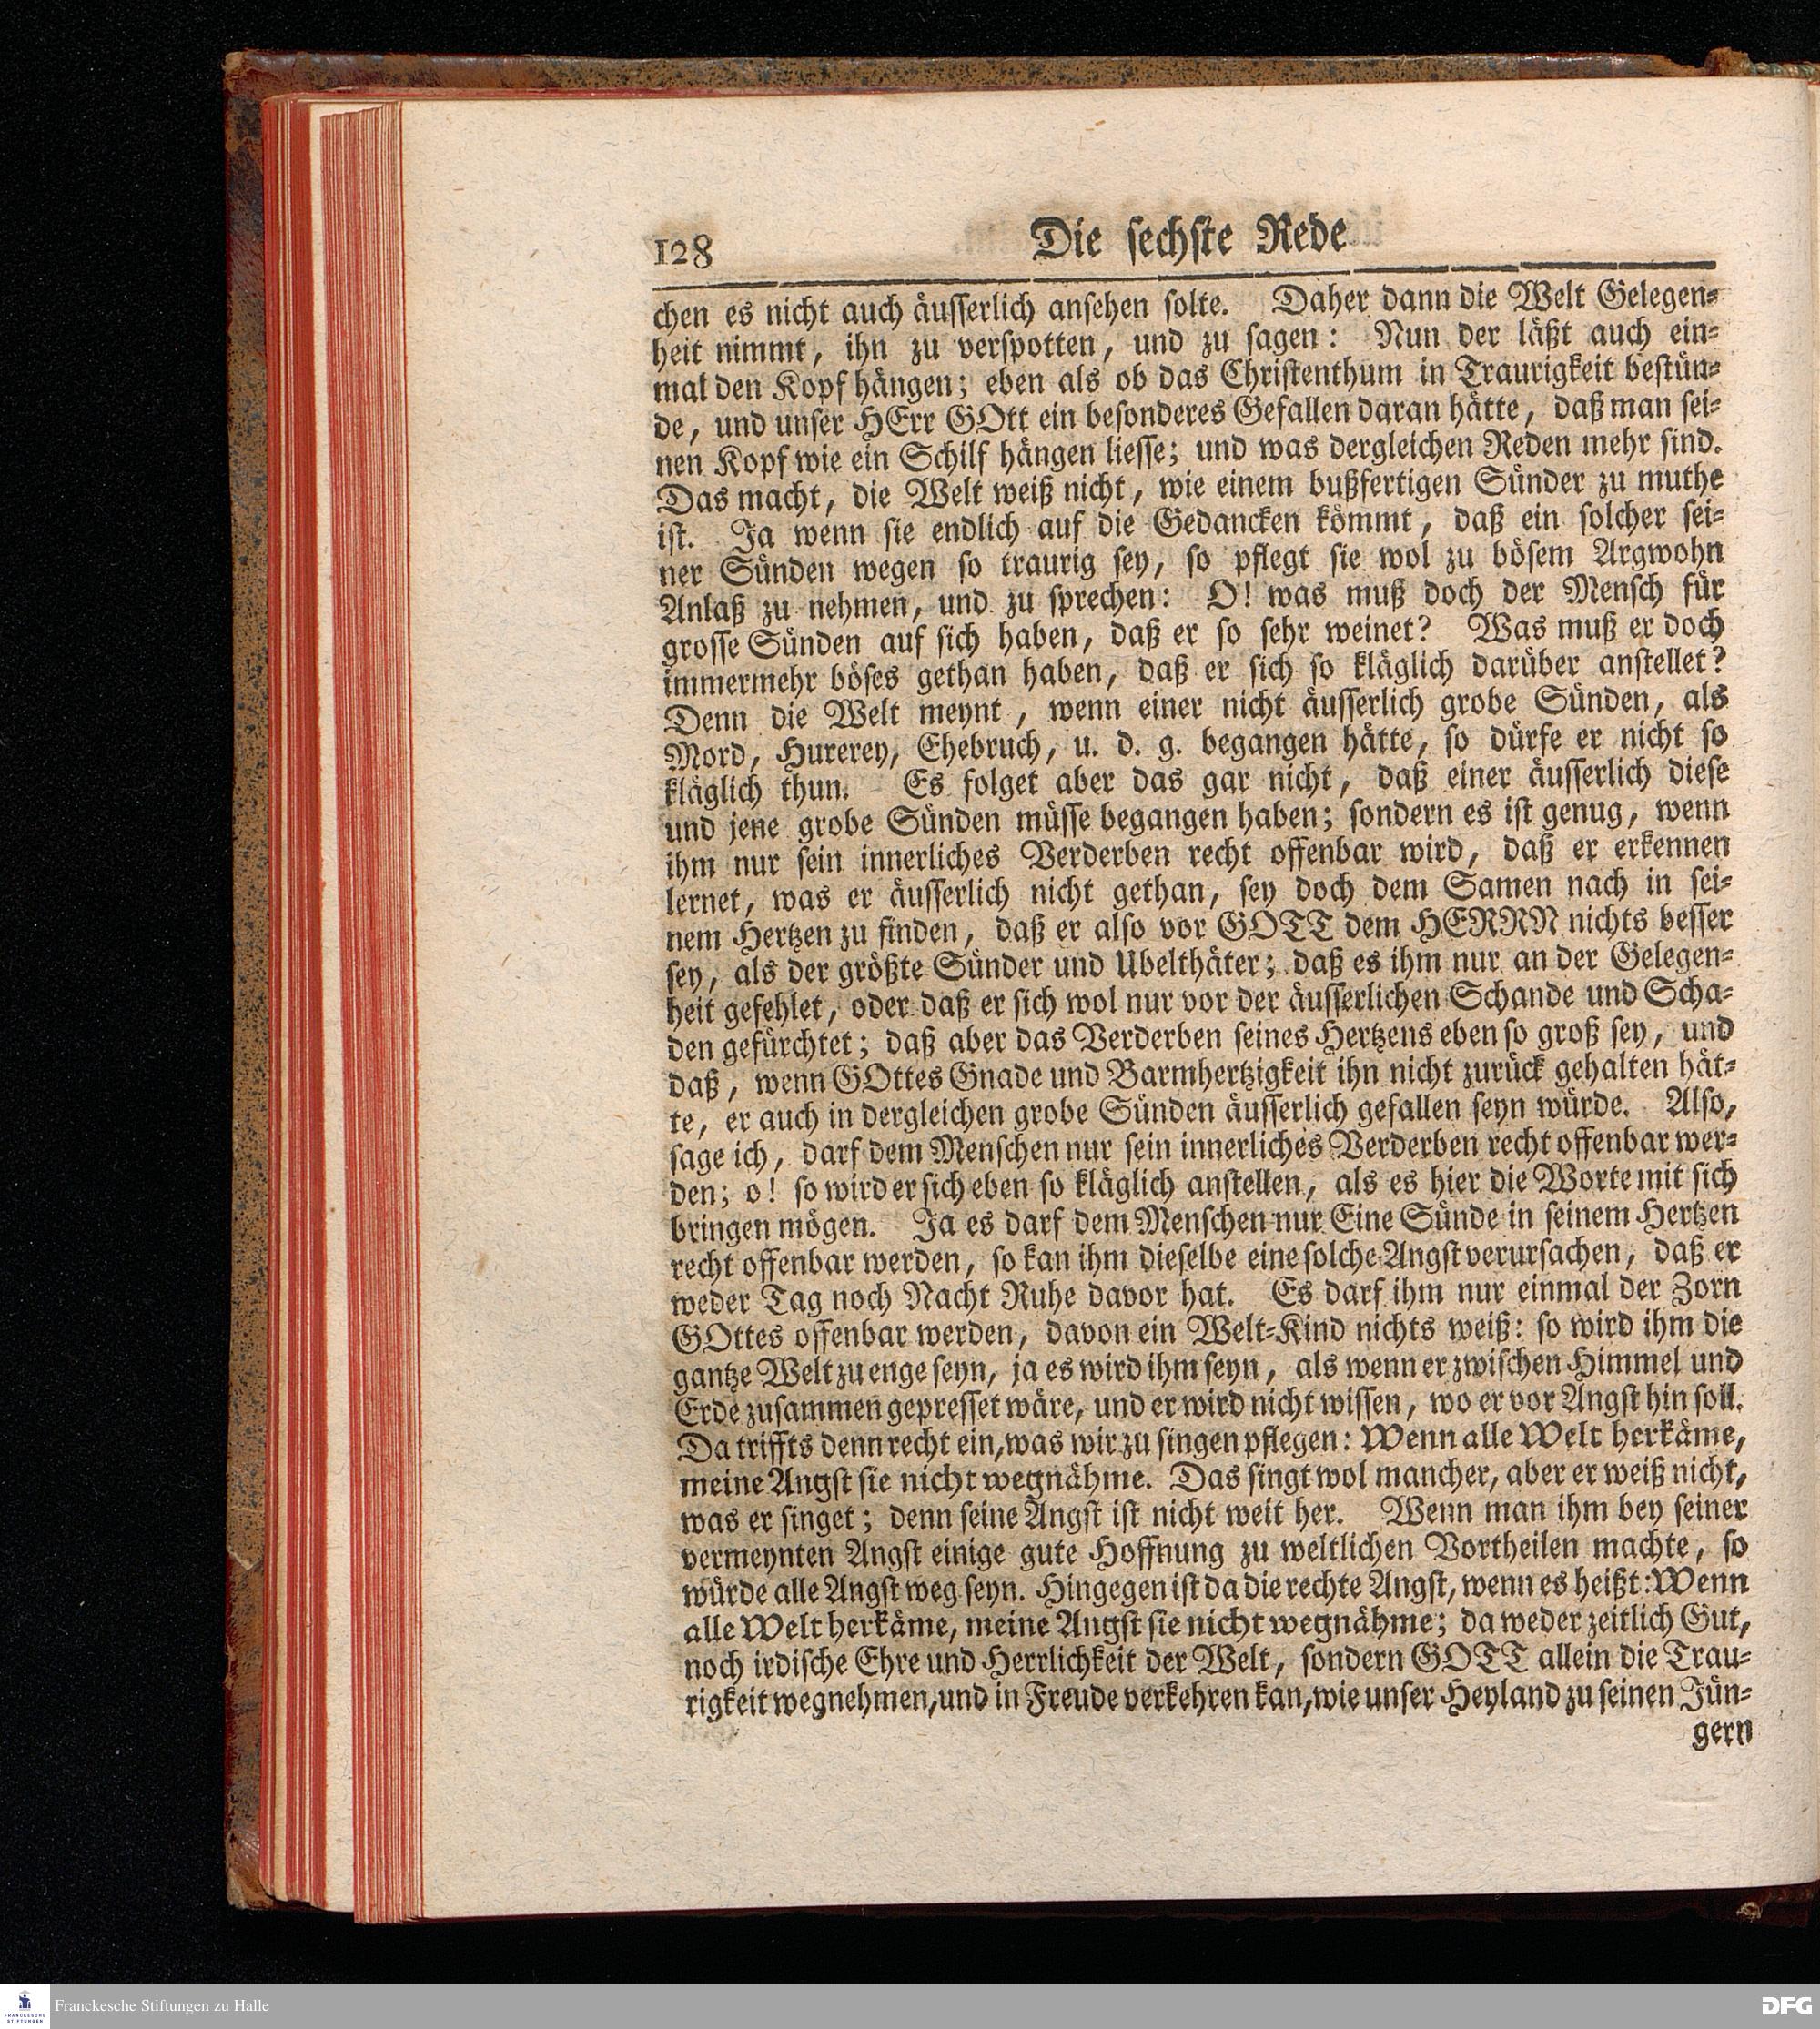 128
Die sechste Rede
chen es nicht auch äusserlich ansehen solte. Daher dann die Welt Gelegen-
heit nimmt, ihn zu verspotten, und zu sagen: Nun der läßt auch ein-
mal den Kopf hängen; eben als ob das Christenthum in Traurigkeit bestün-
de, und unser HErr GOtt ein besonderes Gefallen daran hätte, daß man sei-
nen Kopf wie ein Schilf hängen liesse; und was dergleichen Reden mehr sind.
Das macht, die Welt weiß nicht, wie einem bußfertigen Sünder zu muthe
ist. Ja wenn sie endlich auf die Gedancken kömmt, daß ein solcher sei-
ner Sünden wegen so traurig sey, so pflegt sie wol zu bösem Argwohn
Anlaß zu nehmen, und zu sprechen: O! was muß doch der Mensch für
grosse Sünden auf sich haben, daß er so sehr weinet? Was muß er doch
immermehr böses gethan haben, daß er sich so kläglich darüber anstellet?
Denn die Welt meynt, wenn einer nicht äusserlich grobe Sünden, als
Mord, Hurerey, Ehebruch, u. d. g. begangen hätte, so dürfe er nicht so
kläglich thun. Es folget aber das gar nicht, daß einer äusserlich diese
und jene grobe Sünden müsse begangen haben; sondern es ist genug, wenn
ihm nur sein innerliches Verderben recht offenbar wird, daß er erkennen
lernet, was er äusserlich nicht gethan, sey doch dem Samen nach in sei-
nem Hertzen zu finden, daß er also vor GOTT dem HERRN nichts besser
sey, als der größte Sünder und Ubelthäter; daß es ihm nur an der Gelegen-
heit gefehlet, oder daß er sich wol nur vor der äusserlichen Schande und Scha-
den gefürchtet; daß aber das Verderben seines Hertzens eben so groß sey, und
daß, wenn GOttes Gnade und Barmhertzigkeit ihn nicht zurück gehalten hät-
te, er auch in dergleichen grobe Sünden äusserlich gefallen seyn würde. Also,
sage ich, darf dem Menschen nur sein innerliches Verderben recht offenbar wer-
den; o! so wird er sich eben so kläglich anstellen, als es hier die Worte mit sich
bringen mögen. Ja es darf dem Menschen nur Eine Sünde in seinem Hertzen
recht offenbar werden, so kan ihm dieselbe eine solche Angst verursachen, daß er
weder Tag noch Nacht Ruhe davor hat. Es darf ihm nur einmal der Zorn
GOttes offenbar werden, davon ein Welt-Kind nichts weiß: so wird ihm die
gantze Welt zu enge seyn, ja es wird ihm seyn, als wenn er zwischen Himmel und
Erde zusammen gepresset wäre, und er wird nicht wissen, wo er vor Angst hin soll.
Da triffts denn recht ein, was wir zu singen pflegen: Wenn alle Welt herkäme,
meine Angst sie nicht wegnähme. Das singt wol mancher, aber er weiß nicht,
was er singet; denn seine Angst ist nicht weit her. Wenn man ihm bey seiner
vermeynten Angst einige gute Hoffnung zu weltlichen Vortheilen machte, so
würde alle Angst weg seyn. Hingegen ist da die rechte Angst, wenn es heißt: Wenn
alle Welt herkäme, meine Angst sie nicht wegnähme; da weder zeitlich Gut,
noch irdische Ehre und Herrlichkeit der Welt, sondern GOTT allein die Trau-
rigkeit wegnehmen, und in Freude verkehren kan, wie unser Heyland zu seinen Jün-
gern
FRANCKESCHE
STIFTUNGEN
Franckesche Stiftungen zu Halle
DFG